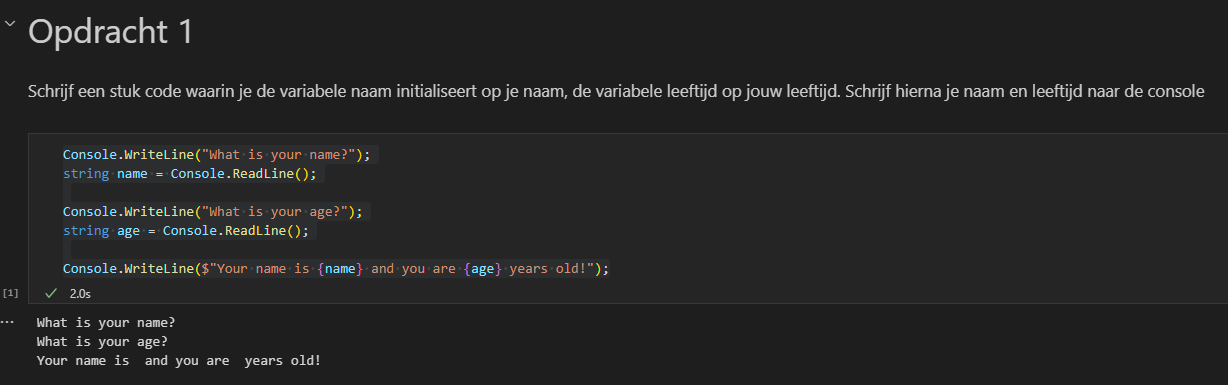 Opdracht 1
Schrijf een stuk code waarin je de variabele naam initialiseert op je naam, de variabele leeftijd op jouw leeftijd. Schrijf hierna je naam en leeftijd naar de console
Console.WriteLine("What is your name?");
string name = Console.ReadLine();
Console.WriteLine("What is your age?");
string age = Console.ReadLine();
Console.WriteLine($"Your name is {name} and you are {age} years old!");
[1] ✓ 2.0s
... What is your name?
What is your age?
Your name is  and you are  years old!